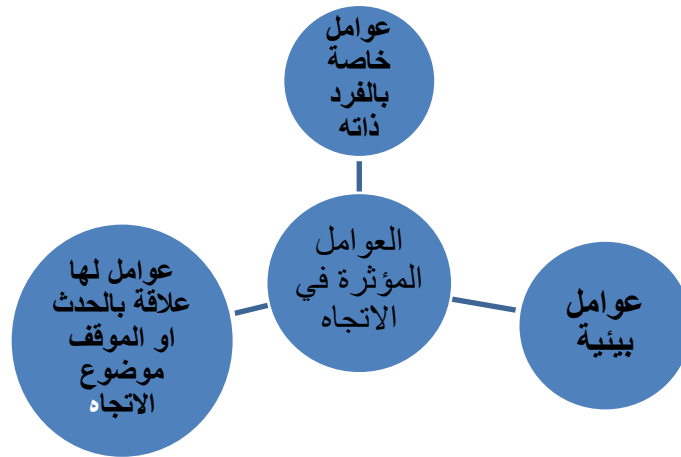 عوامل
خاصة
بالفرد
ذاته
العوامل
المؤثرة في
الاتجاه
عوامل
بيئية
عوامل لها
علاقة بالحدث
او الموقف
موضوع
الاتجاه